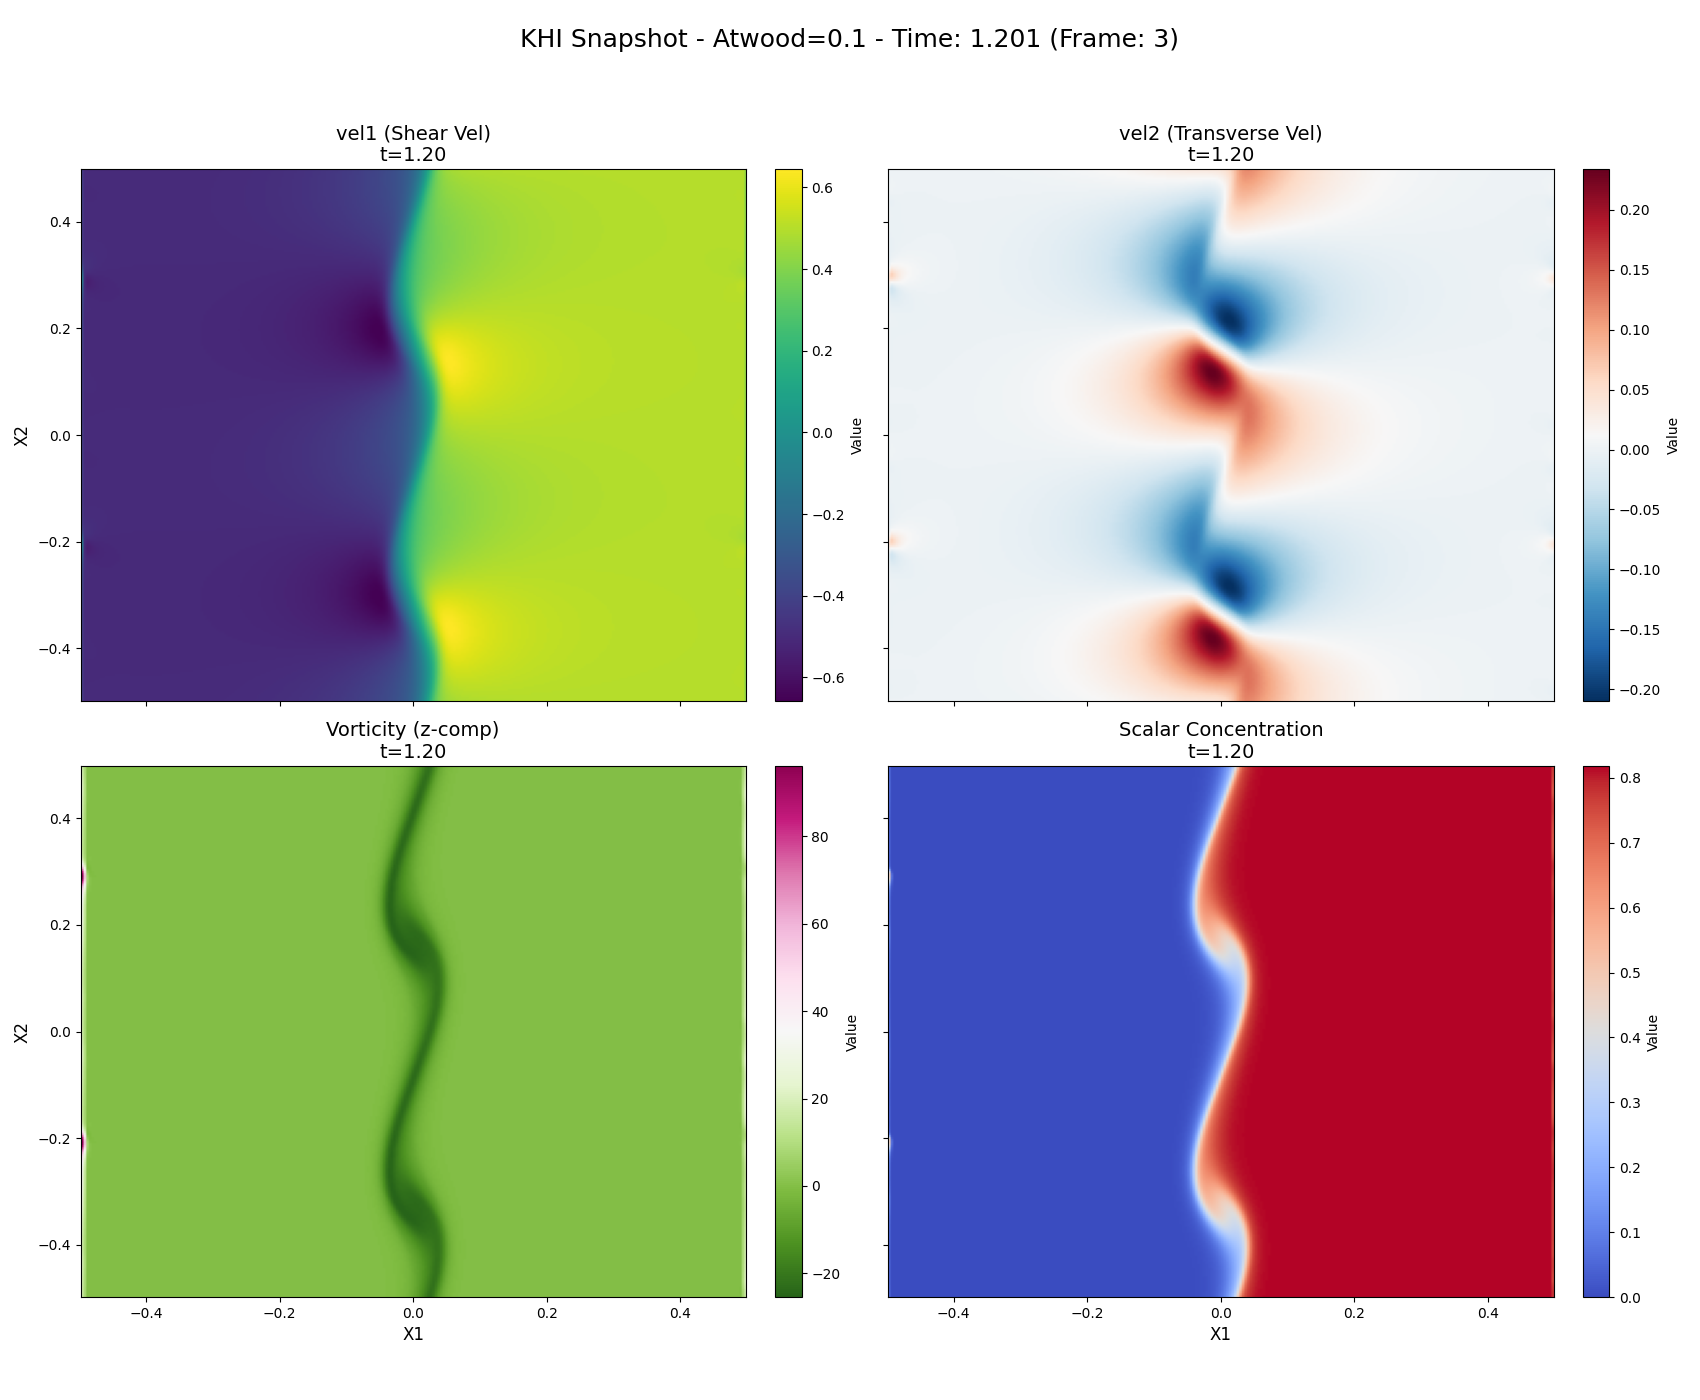 KHI Snapshot - Atwood=0.1 - Time: 1.201 (Frame: 3)
vel1 (Shear Vel)
t=1.20
X2
0.4
0.2
0.0
−0.2
−0.4
0.6
0.4
0.2
0.0
−0.2
−0.4
−0.6
Value
vel2 (Transverse Vel)
t=1.20
0.20
0.15
0.10
0.05
0.00
−0.05
−0.10
−0.15
−0.20
Value
Vorticity (z-comp)
t=1.20
X2
0.4
0.2
0.0
−0.2
−0.4
−0.4 −0.2 0.0 0.2 0.4
X1
80
60
40
20
0
−20
Value
Scalar Concentration
t=1.20
−0.4 −0.2 0.0 0.2 0.4
X1
0.8
0.7
0.6
0.5
0.4
0.3
0.2
0.1
0.0
Value